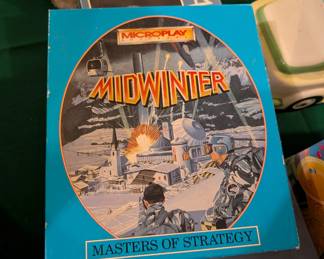 MICROPLAY
MIDWINTER
MASTERS OF STRATEGY